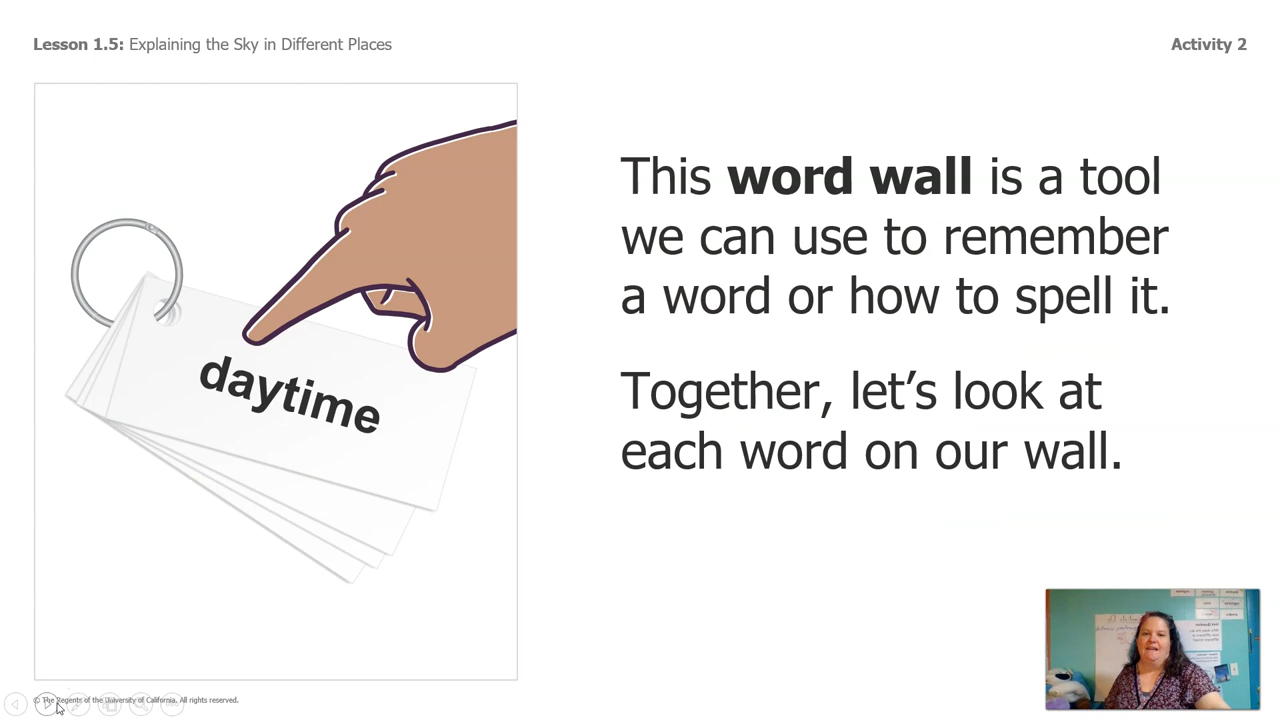 Lesson 1.5: Explaining the Sky in Different Places
Activity 2
daytime
This word wall is a tool
we can use to remember
a word or how to spell it.
Together, let’s look at
each word on our wall.
© The Regents of the University of California. All rights reserved.